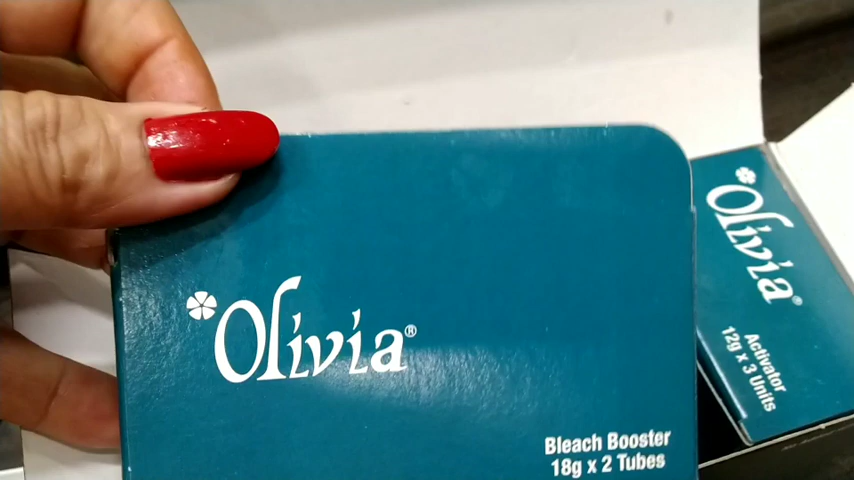 Olivia®
Bleach Booster
18g x 2 Tubes
Olivia®
Activator
12g x 3 Units